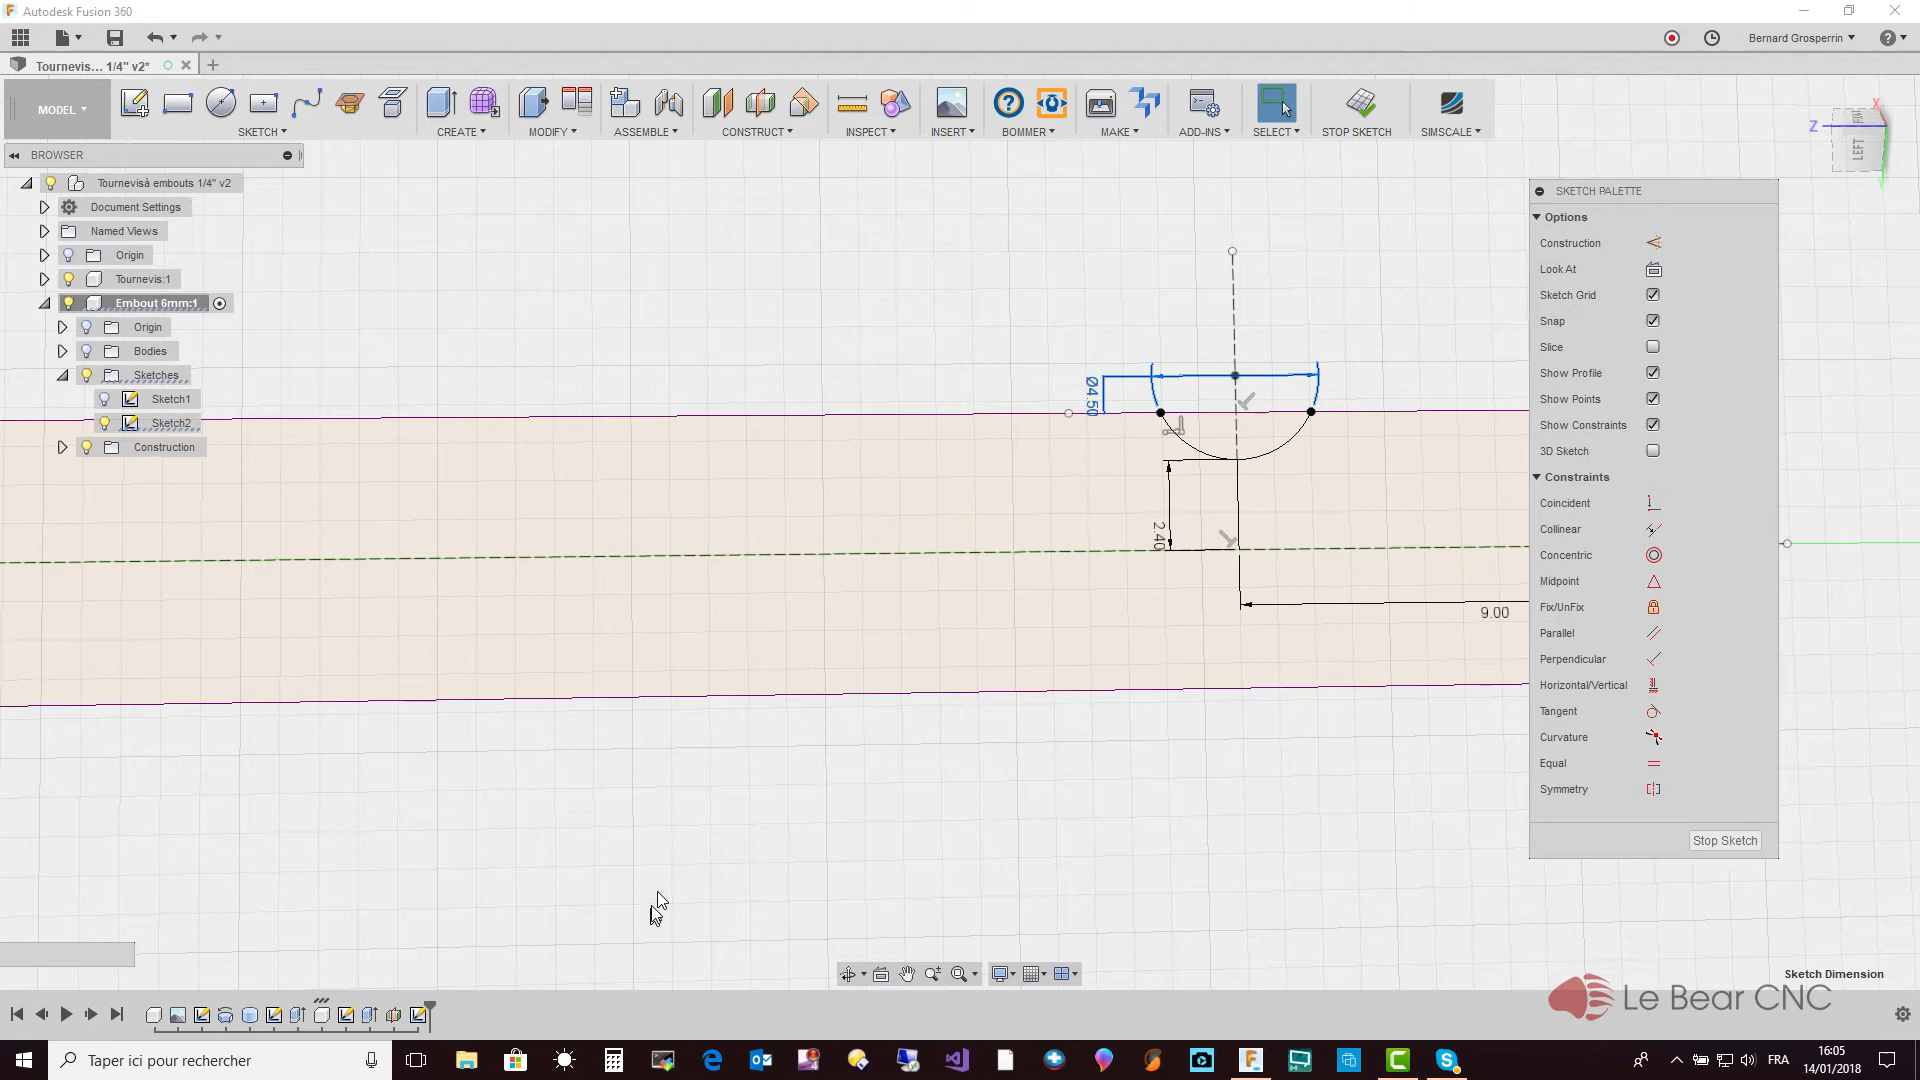 Autodesk Fusion 360
Bernard Grosperrin
Tournevis... 1/4" v2*
MODEL
SKETCH
CREATE
MODIFY
ASSEMBLE
CONSTRUCT
INSPECT
INSERT
BOMMER
MAKE
ADD-INS
SELECT
STOP SKETCH
SIMSCALE
X
Z
LEFT
Y
BROWSER
Tournevisà embouts 1/4" v2
Document Settings
Named Views
Origin
Tournevis:1
Embout 6mm:1
Origin
Bodies
Sketches
Sketch1
Sketch2
Construction
Ø4.50
2.40
9.00
SKETCH PALETTE
Options
Construction
Look At
Sketch Grid
Snap
Slice
Show Profile
Show Points
Show Constraints
3D Sketch
Constraints
Coincident
Collinear
Concentric
Midpoint
Fix/UnFix
Parallel
Perpendicular
Horizontal/Vertical
Tangent
Curvature
Equal
Symmetry
Stop Sketch
Sketch Dimension
Le Bear CNC
Taper ici pour rechercher
FRA
16:05
14/01/2018